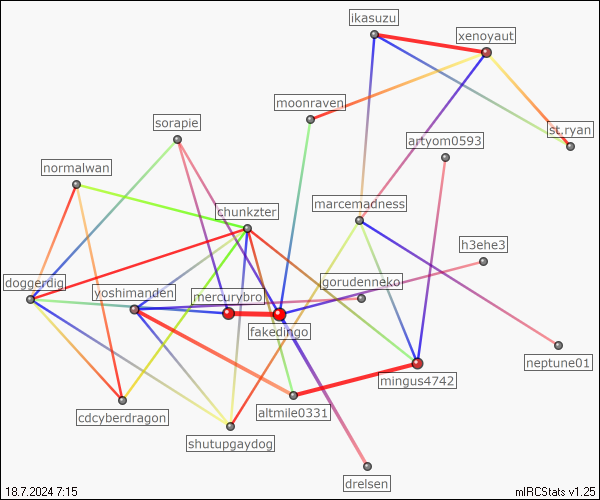 ikasuzu
xenoyaut
moonraven
sorapie
st.ryan
artyom0593
normalwan
marcemadness
chunkzter
h3ehe3
doggerdig
yoshimanden
gorudenneko
mercurybro
fakedingo
neptune01
mingus4742
altmile0331
cdcyberdragon
shutupgaydog
drelsen
18.7.2024 7:15
mIRCStats v1.25